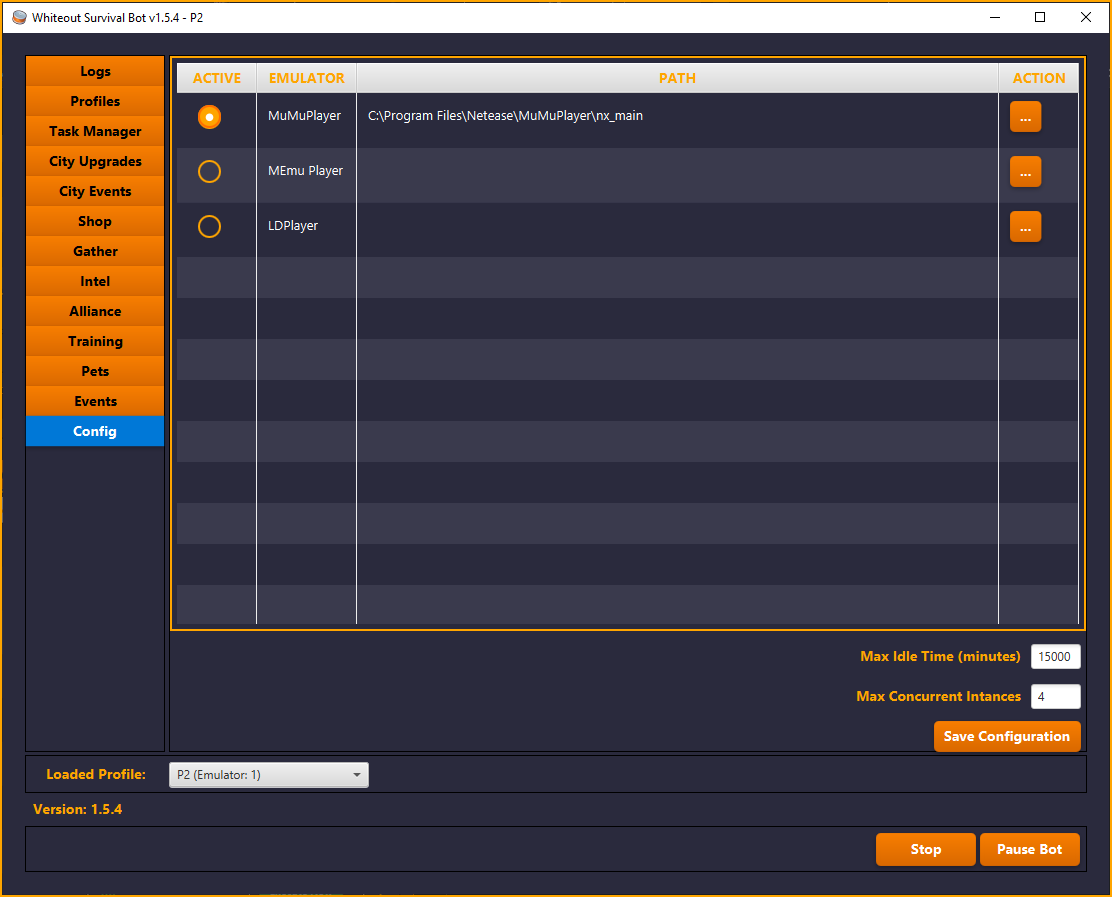 Whiteout Survival Bot v1.5.4 - P2
Logs
Profiles
Task Manager
City Upgrades
City Events
Shop
Gather
Intel
Alliance
Training
Pets
Events
Config
ACTIVE EMULATOR PATH ACTION
MuMuPlayer C:\Program Files\Netease\MuMuPlayer\nx_main ...
MEmu Player ...
LDPlayer ...
Max Idle Time (minutes) 15000
Max Concurrent Intances 4
Save Configuration
Loaded Profile: P2 (Emulator: 1)
Version: 1.5.4
Stop Pause Bot